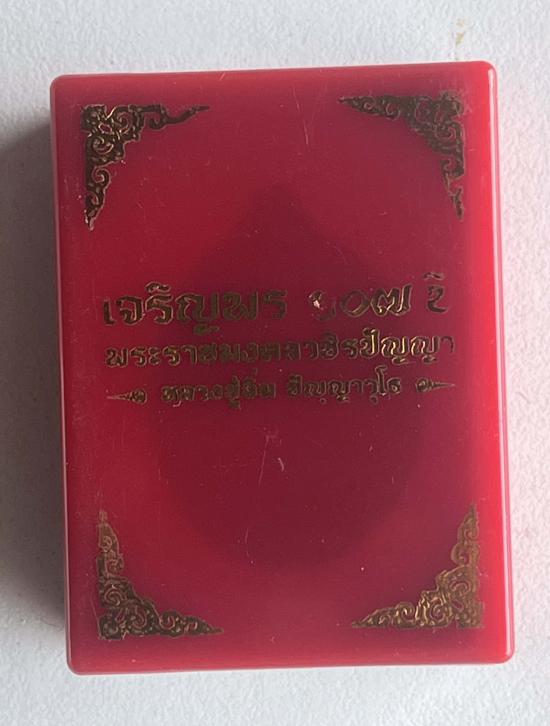 เจริญพร ๑๐๗ ปี
พระราชมงคลวชิรปัญญา
หลวงปู่อิ่ม ปัญญาวุโธ